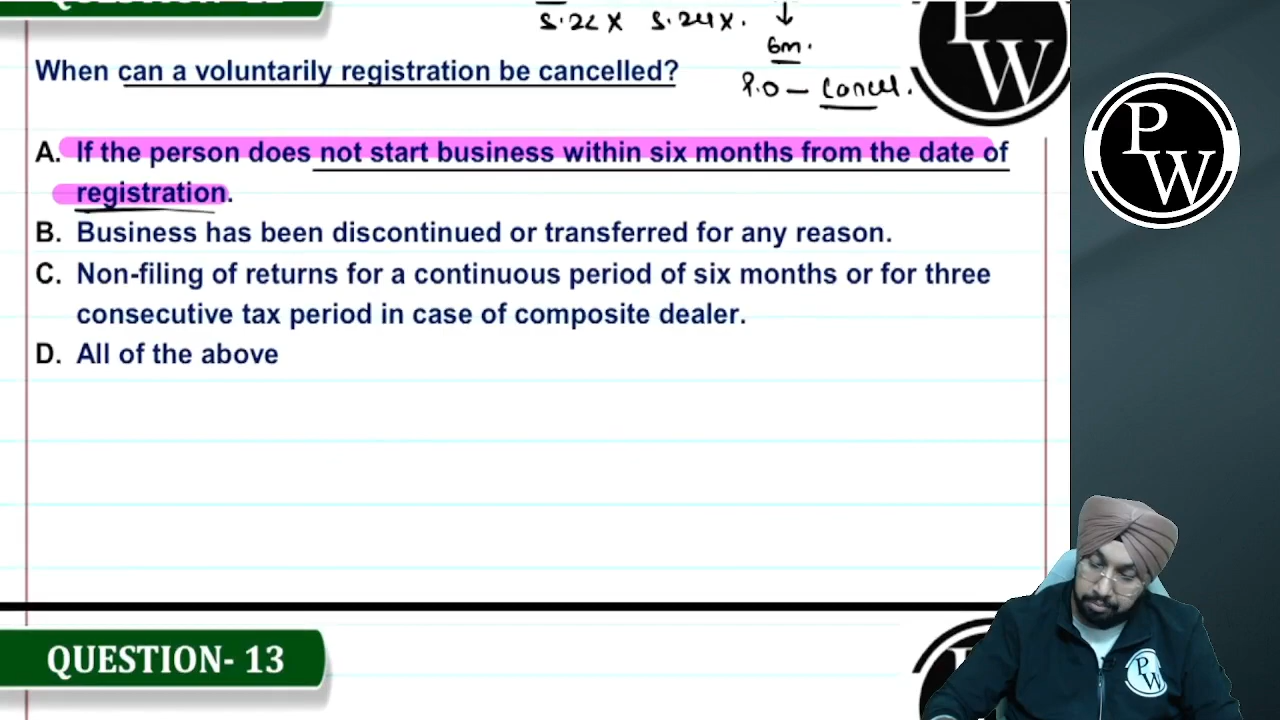 S.22 X S.24 X.
6m.
When can a voluntarily registration be cancelled?
P.O – Cancel.
A. If the person does not start business within six months from the date of
registration.
B. Business has been discontinued or transferred for any reason.
C. Non-filing of returns for a continuous period of six months or for three
consecutive tax period in case of composite dealer.
D. All of the above
QUESTION- 13
P
W
P
W
P
W